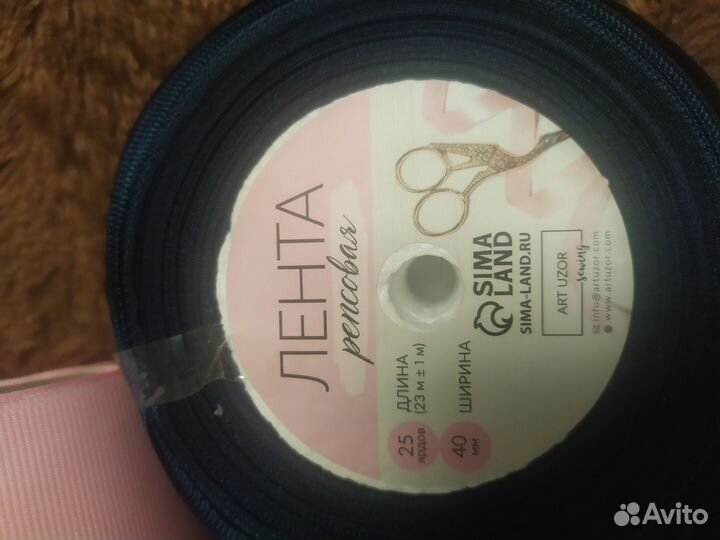 ЛЕНТА
репсовая
25 ярдов
ДЛИНА
(23 м ± 1 м)
40 мм
ШИРИНА
SIMA
LAND
SIMA-LAND.RU
ART UZOR
sewing
info@artuzor.com
www.artuzor.com
Avito